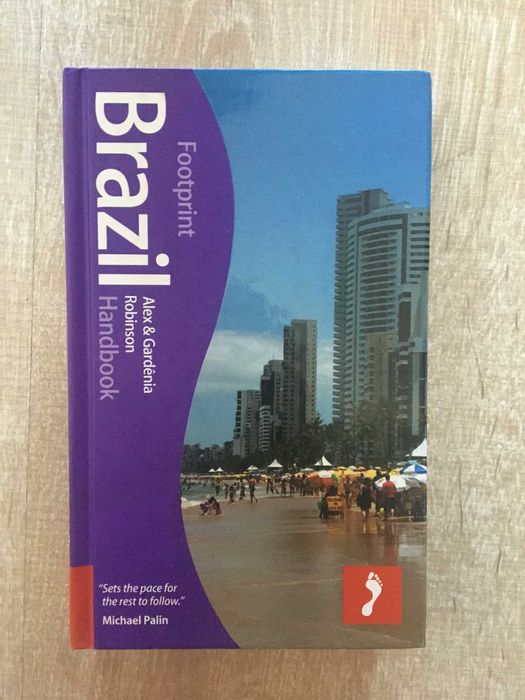 Footprint
Brazil
Alex & Gardênia
Robinson
Handbook
“Sets the pace for
the rest to follow.”
Michael Palin